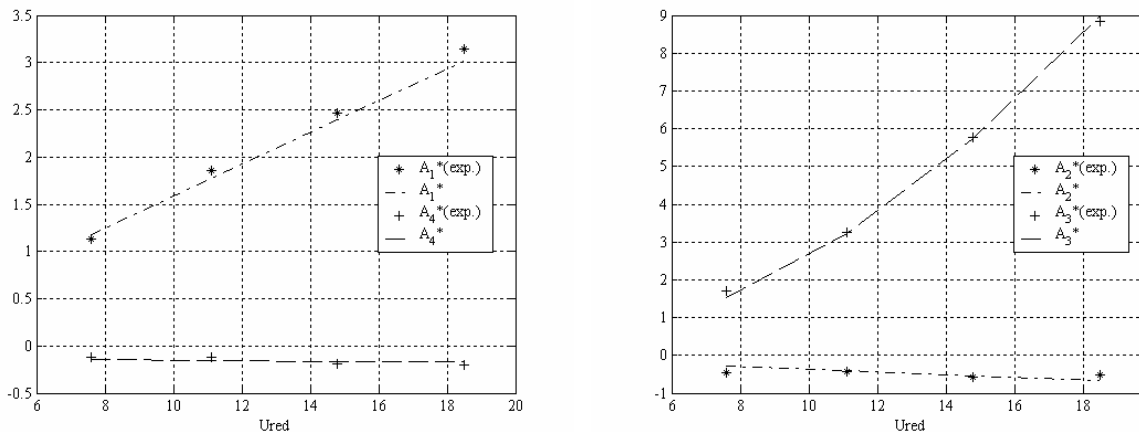 3.5
3
2.5
2
1.5
1
0.5
0
-0.5
6 8 10 12 14 16 18 20
Ured
A1*(exp.)
A1*
A4*(exp.)
A4*
9
8
7
6
5
4
3
2
1
0
-1
6 8 10 12 14 16 18
Ured
A2*(exp.)
A2*
A3*(exp.)
A3*